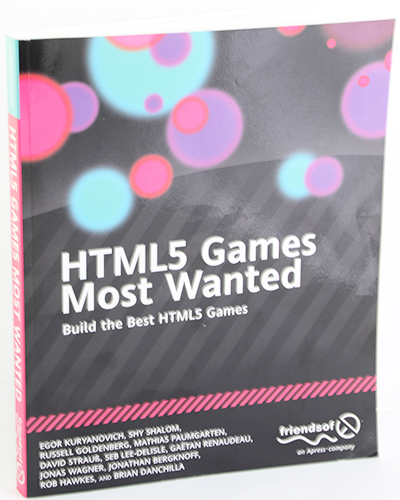 HTML5 Games
Most Wanted
Build the Best HTML5 Games
EGOR KURYANOVICH, SHY SHALOM,
RUSSELL GOLDENBERG, MATHIAS PAUMGARTEN,
DAVID STRAUß, SEB LEE-DELISLE, GAËTAN RENAUDEAU,
JONAS WAGNER, JONATHAN BERGKNOFF,
ROB HAWKES, AND BRIAN DANCHILLA
friendsof
an Apress company
HTML5 GAMES MOST WANTED